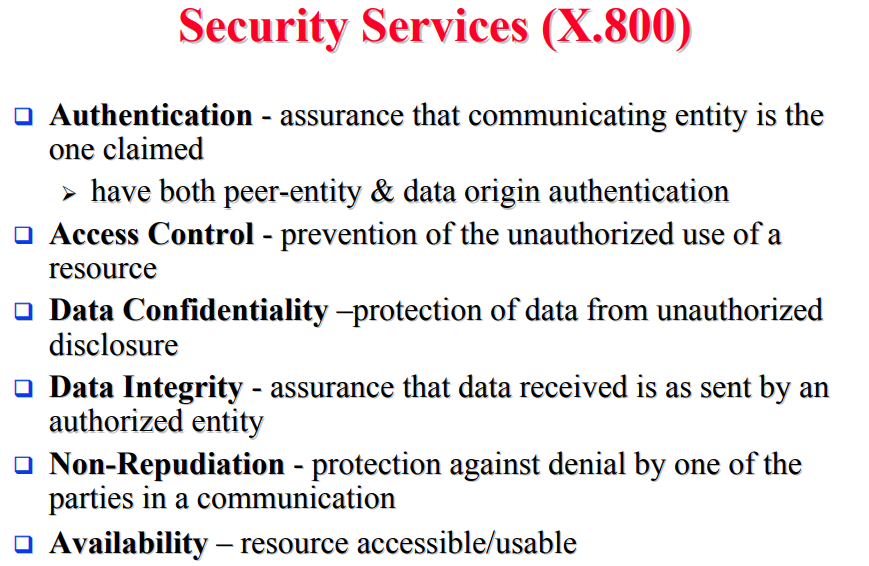 Security Services (X.800)
Authentication - assurance that communicating entity is the
one claimed
have both peer-entity & data origin authentication
Access Control - prevention of the unauthorized use of a
resource
Data Confidentiality –protection of data from unauthorized
disclosure
Data Integrity - assurance that data received is as sent by an
authorized entity
Non-Repudiation - protection against denial by one of the
parties in a communication
Availability – resource accessible/usable